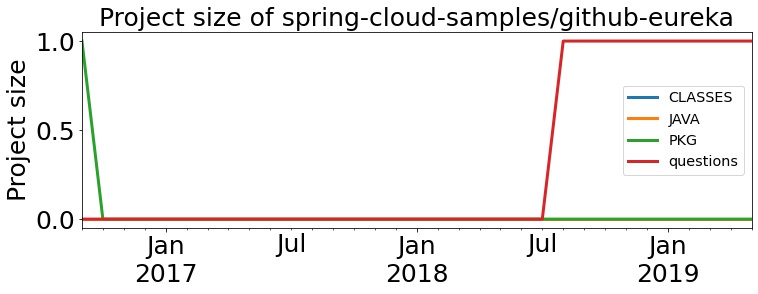 Project size of spring-cloud-samples/github-eureka
Project size
1.0
0.5
0.0
CLASSES
JAVA
PKG
questions
Jan
2017
Jul
Jan
2018
Jul
Jan
2019